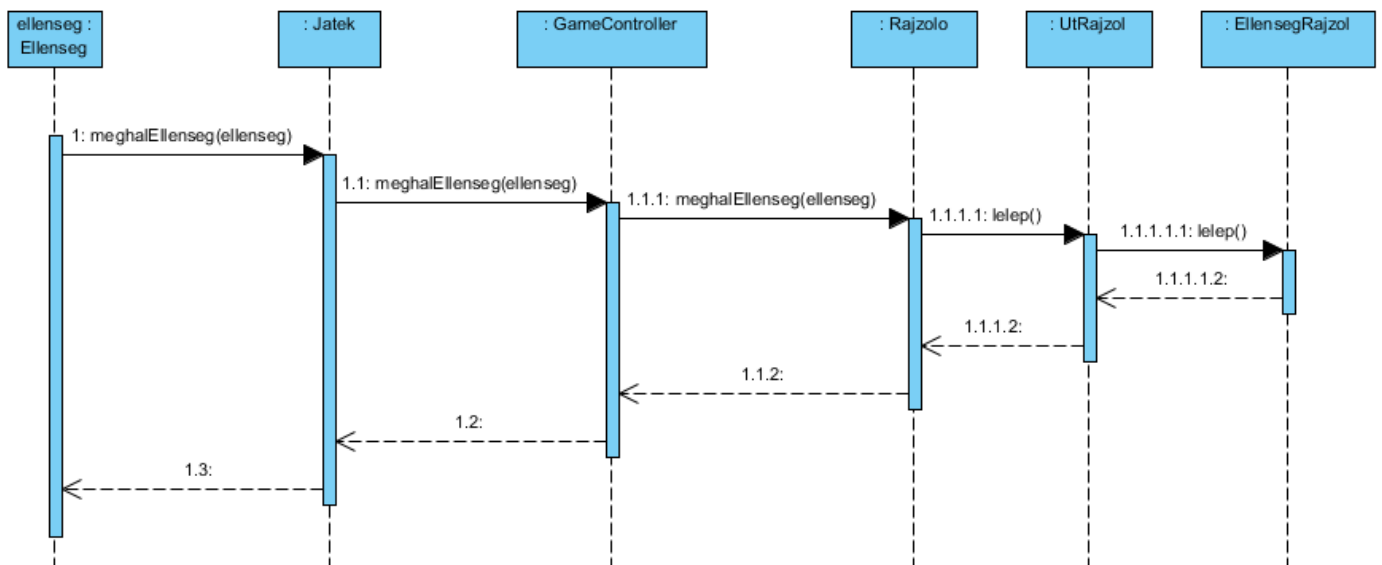 ellenseg :
Ellenseg
: Jatek
: GameController
: Rajzolo
: UtRajzol
: EllensegRajzol
1: meghalEllenseg(ellenseg)
1.1: meghalEllenseg(ellenseg)
1.1.1: meghalEllenseg(ellenseg)
1.1.1.1: lelep()
1.1.1.1.1: lelep()
1.1.1.1.2:
1.1.1.2:
1.1.2:
1.2:
1.3: